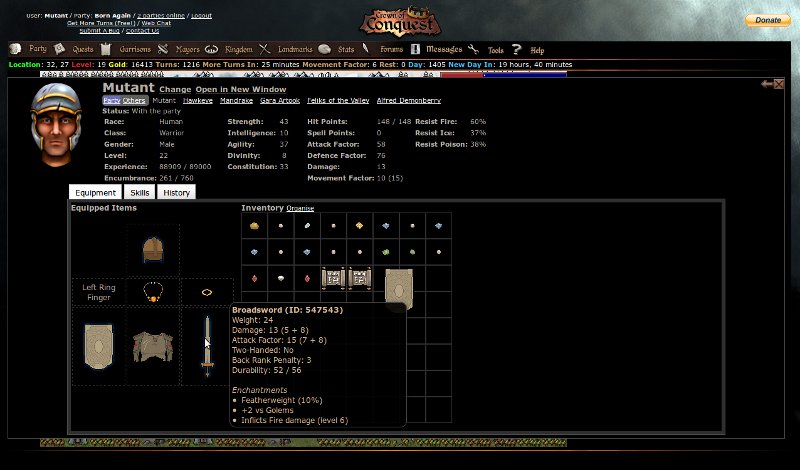 User: Mutant / Party: Born Again / 2 parties online / Logout
Get More Turns (Free!) / Web Chat
Submit A Bug / Contact Us
Crown of Conquest
Donate
Party Quests Garrisons Mayors Kingdom Landmarks Stats Forums Messages Tools Help
Location: 32, 27 Level: 19 Gold: 16413 Turns: 1216 More Turns In: 25 minutes Movement Factor: 6 Rest: 0 Day: 1405 New Day In: 19 hours, 40 minutes
Mutant Change Open in New Window
Party Others Mutant Hawkeye Mandrake Gara Artook Feliks of the Valley Alfred Demonberry
Status: With the party
Race: Human Strength: 43 Hit Points: 148 / 148 Resist Fire: 60%
Class: Warrior Intelligence: 10 Spell Points: 0 Resist Ice: 37%
Gender: Male Agility: 37 Attack Factor: 58 Resist Poison: 38%
Level: 22 Divinity: 8 Defence Factor: 76
Experience: 88909 / 89000 Constitution: 33 Damage: 13
Encumbrance: 261 / 760 Movement Factor: 10 (15)
Equipment Skills History
Equipped Items Inventory Organise
Left Ring
Finger
Broadsword (ID: 547543)
Weight: 24
Damage: 13 (5 + 8)
Attack Factor: 15 (7 + 8)
Two-Handed: No
Back Rank Penalty: 3
Durability: 52 / 56
Enchantments
• Featherweight (10%)
• +2 vs Golems
• Inflicts Fire damage (level 6)